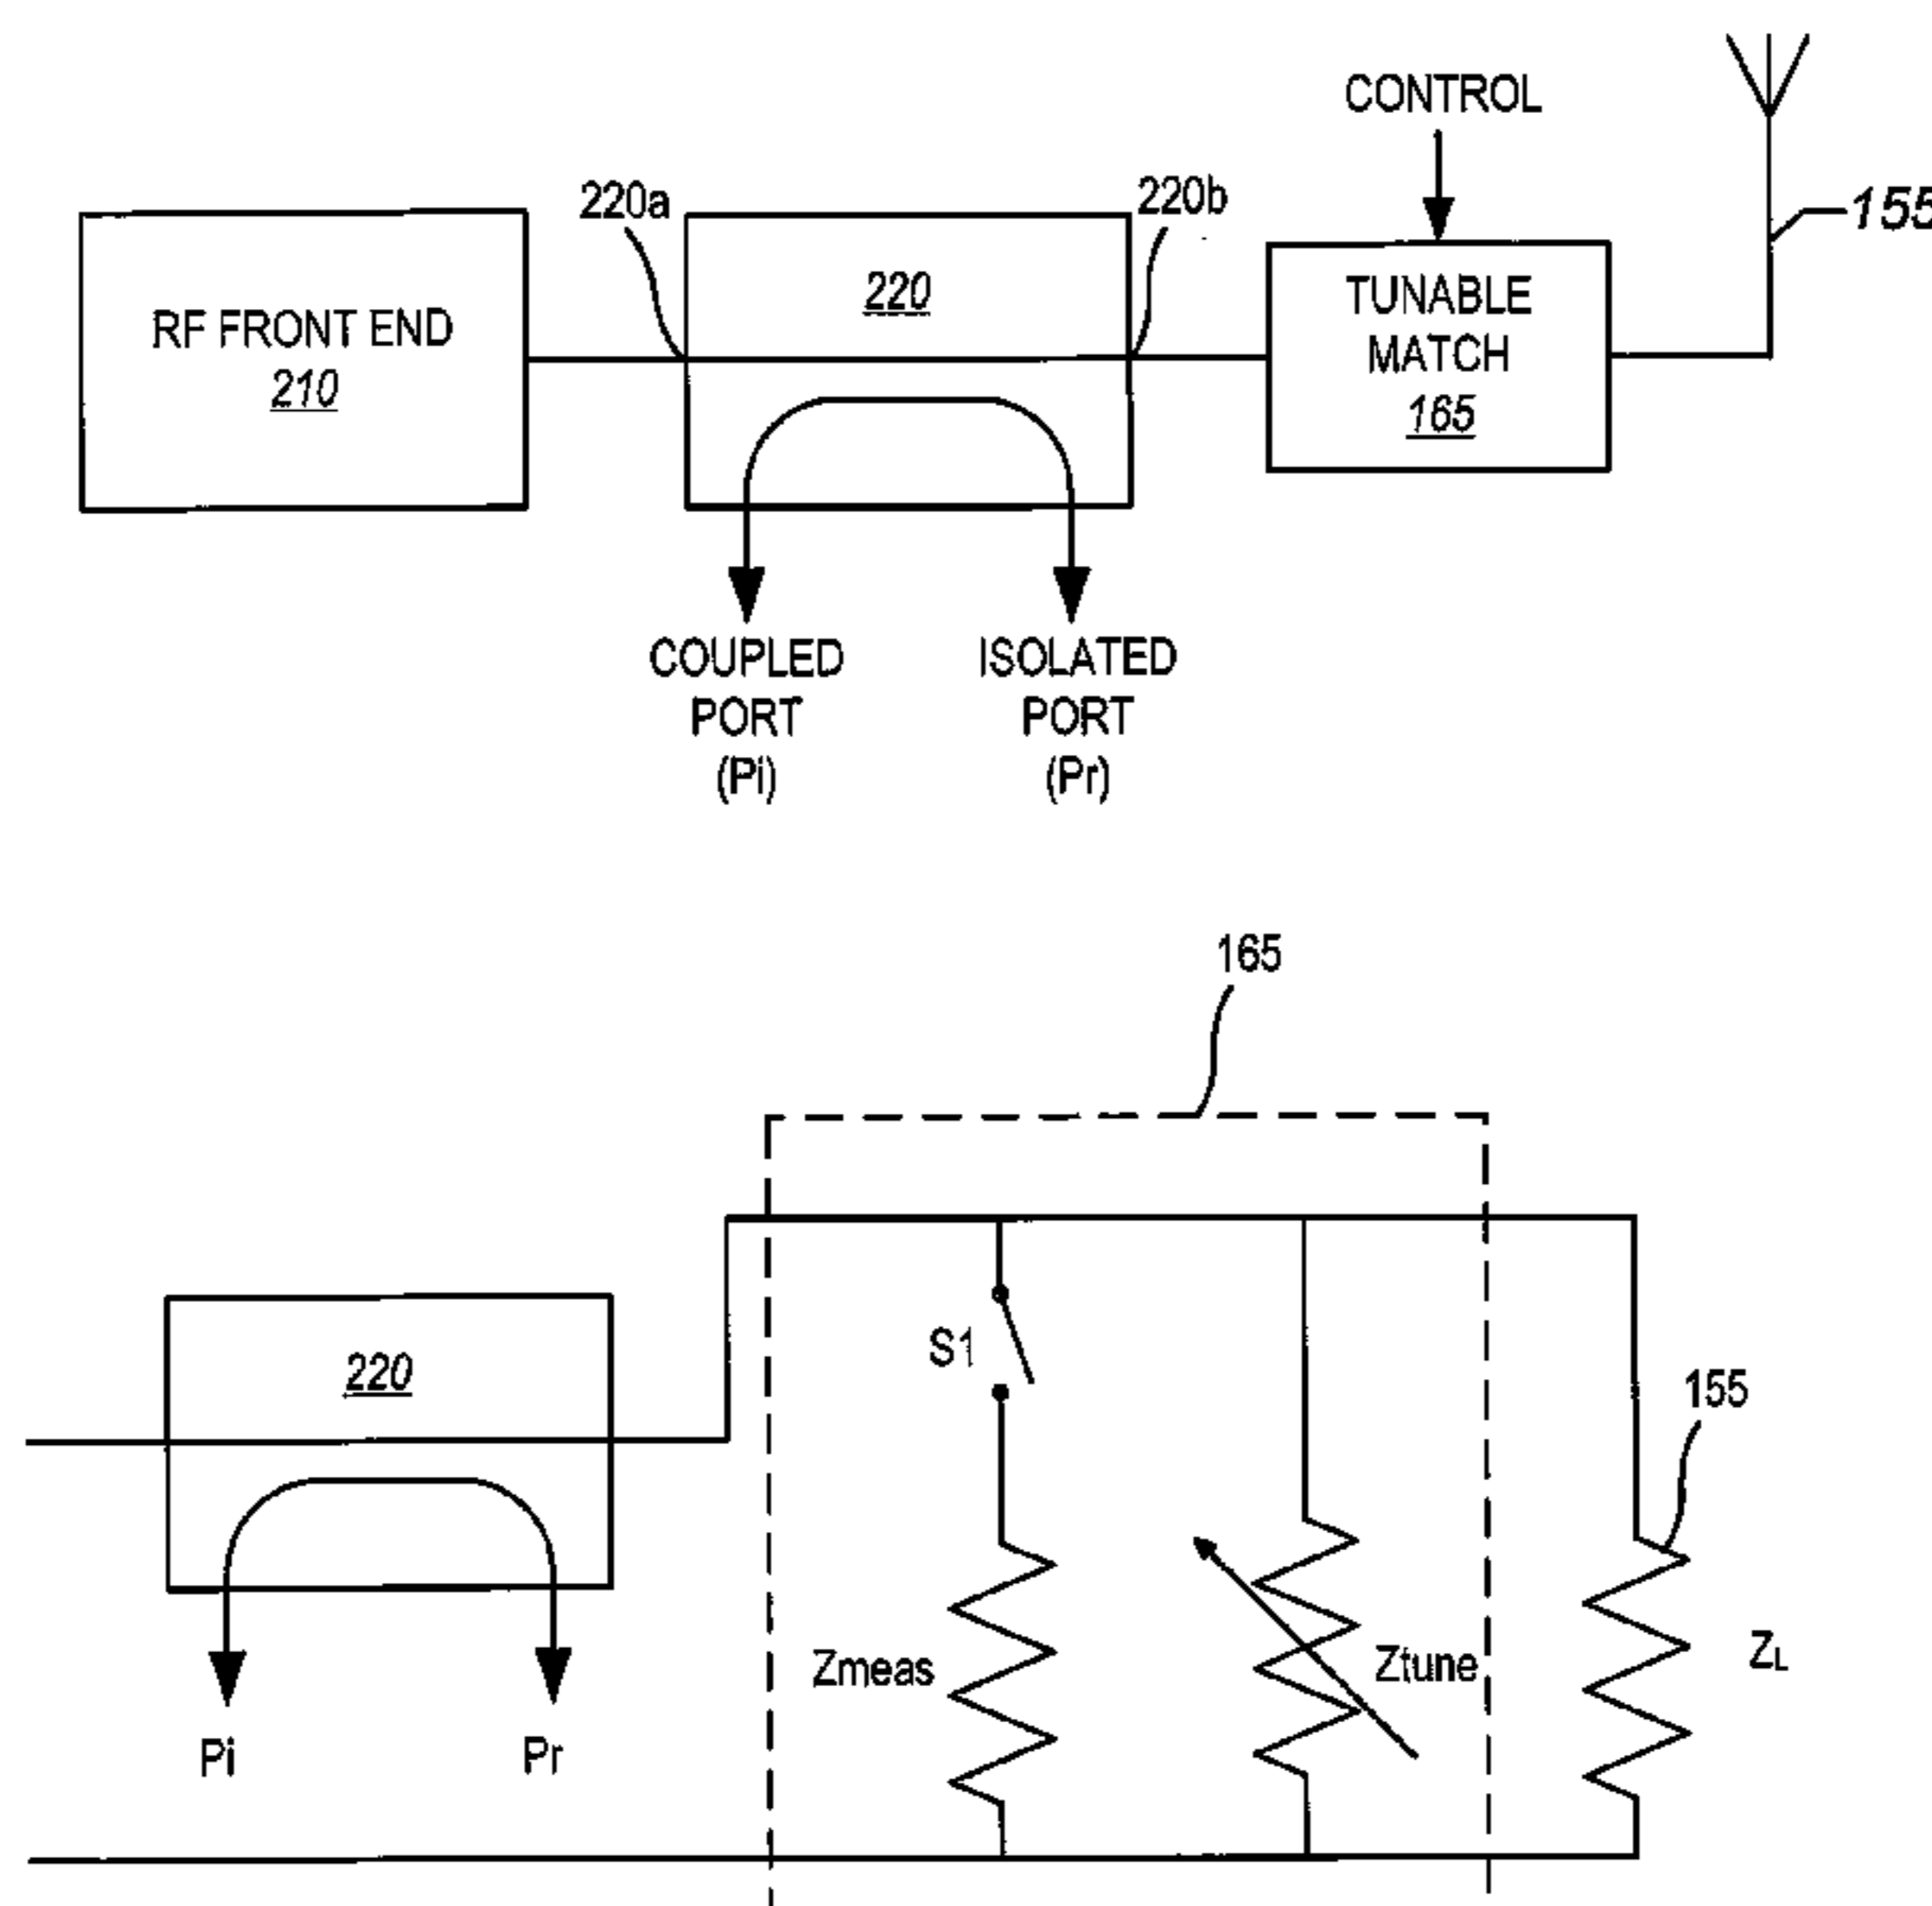 CONTROL
155
220a
220b
RF FRONT END
210
220
TUNABLE
MATCH
165
COUPLED
PORT
(Pi)
ISOLATED
PORT
(Pr)
165
220
S1
155
Zmeas
Ztune
ZL
Pi
Pr